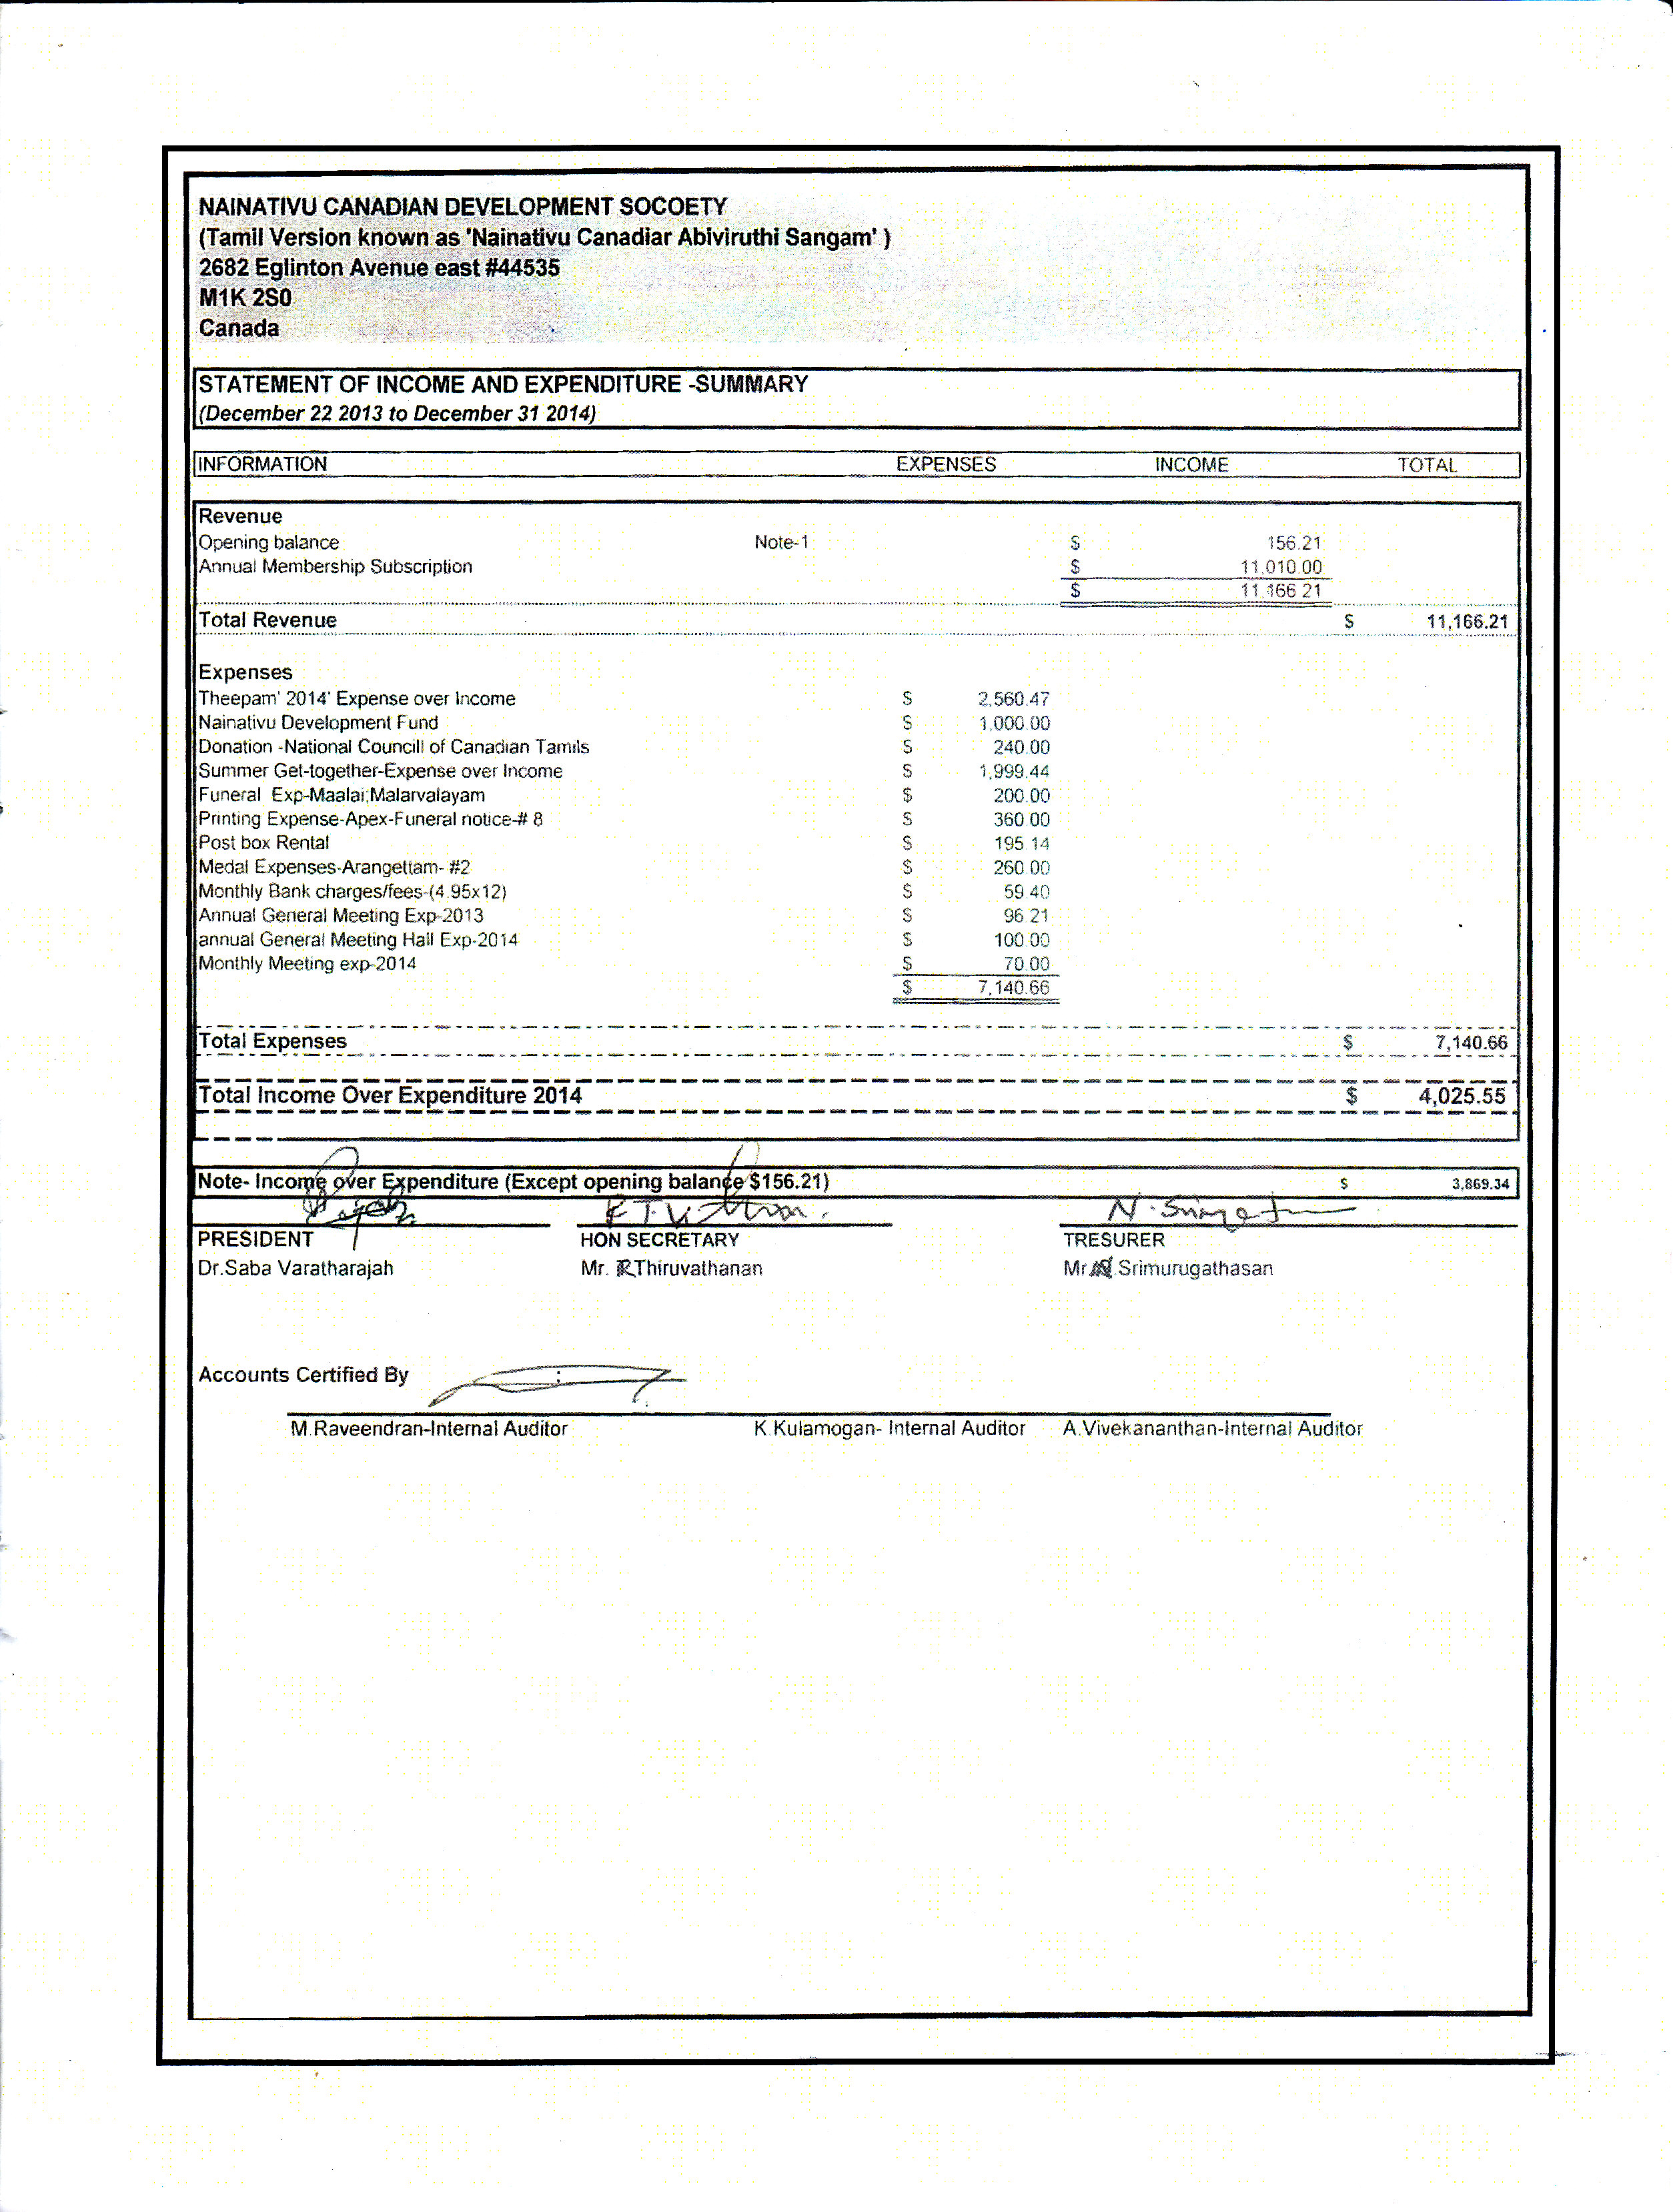 NAINATIVU CANADIAN DEVELOPMENT SOCOETY
(Tamil Version known as 'Nainativu Canadiar Abiviruthi Sangam' )
2682 Eglinton Avenue east #44535
M1K 2S0
Canada
STATEMENT OF INCOME AND EXPENDITURE -SUMMARY
(December 22 2013 to December 31 2014)
INFORMATION EXPENSES INCOME TOTAL
Revenue
Opening balance Note-1 $ 156.21
Annual Membership Subscription $ 11,010.00
$ 11,166.21
Total Revenue $ 11,166.21
Expenses
Theepam' 2014' Expense over Income $ 2,560.47
Nainativu Development Fund $ 1,000.00
Donation -National Councill of Canadian Tamils $ 240.00
Summer Get-together-Expense over Income $ 1,999.44
Funeral Exp-Maalai;Malarvalayam $ 200.00
Printing Expense-Apex-Funeral notice-# 8 $ 360.00
Post box Rental $ 195.14
Medal Expenses-Arangettam- #2 $ 260.00
Monthly Bank charges/fees-(4.95x12) $ 59.40
Annual General Meeting Exp-2013 $ 96.21
annual General Meeting Hall Exp-2014 $ 100.00
Monthly Meeting exp-2014 $ 70.00
$ 7,140.66
Total Expenses $ 7,140.66
Total Income Over Expenditure 2014 $ 4,025.55
Note- Income over Expenditure (Except opening balance $156.21) $ 3,869.34
PRESIDENT HON SECRETARY TRESURER
Dr.Saba Varatharajah Mr. R.Thiruvathanan Mr.N.Srimurugathasan
Accounts Certified By
M.Raveendran-Internal Auditor K.Kulamogan- Internal Auditor A.Vivekananthan-Internal Auditor